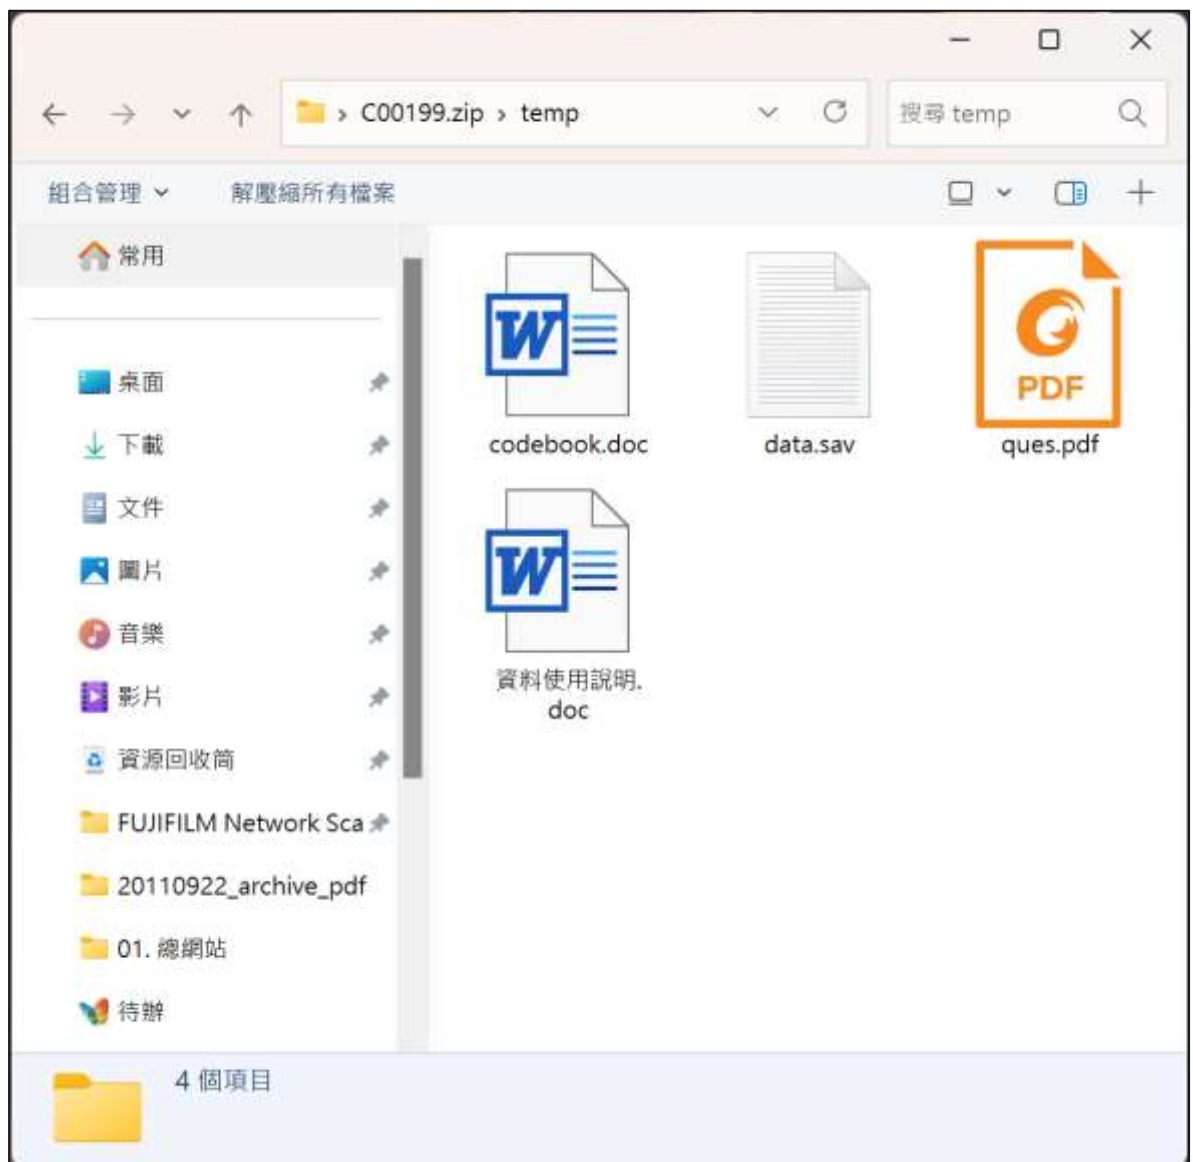 C00199.zip › temp
搜尋 temp
組合管理
解壓縮所有檔案
常用
桌面
下載
文件
圖片
音樂
影片
資源回收筒
FUJIFILM Network Sca
20110922_archive_pdf
01. 總網站
待辦
W
codebook.doc
data.sav
PDF
ques.pdf
W
資料使用說明.
doc
4 個項目